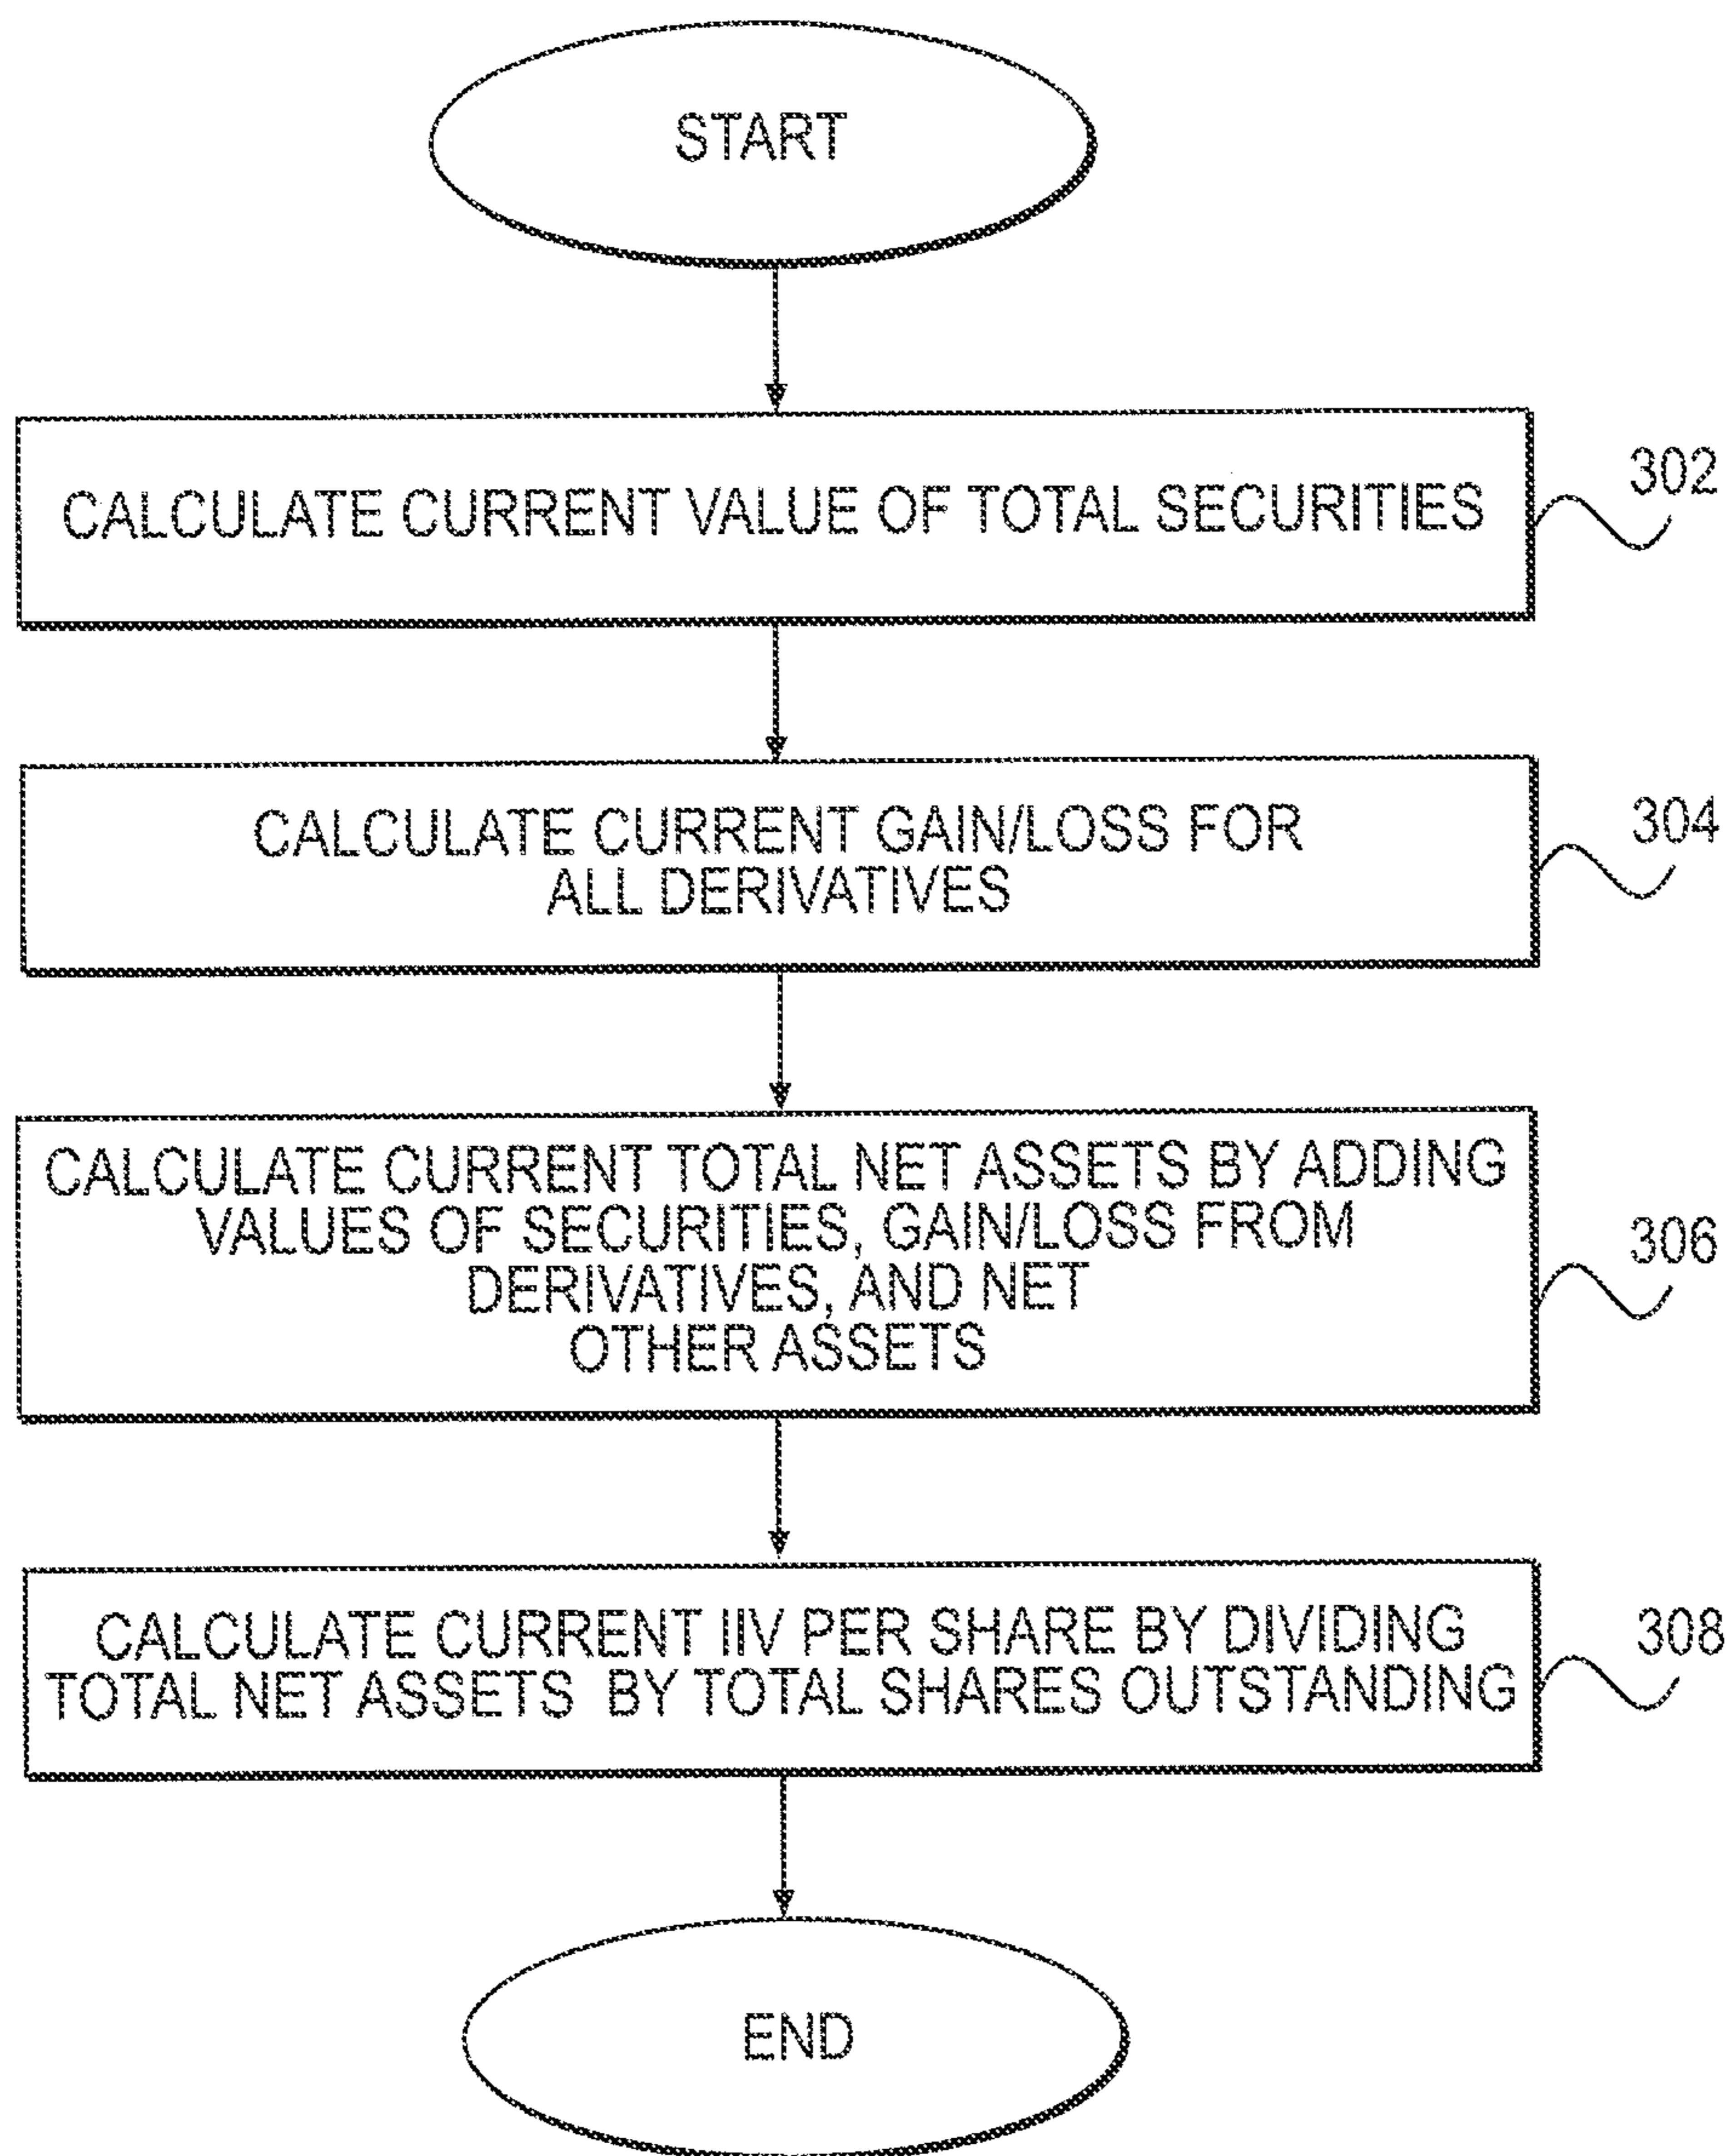 START
CALCULATE CURRENT VALUE OF TOTAL SECURITIES
302
CALCULATE CURRENT GAIN/LOSS FOR
ALL DERIVATIVES
304
CALCULATE CURRENT TOTAL NET ASSETS BY ADDING
VALUES OF SECURITIES, GAIN/LOSS FROM
DERIVATIVES, AND NET
OTHER ASSETS
306
CALCULATE CURRENT IIV PER SHARE BY DIVIDING
TOTAL NET ASSETS BY TOTAL SHARES OUTSTANDING
308
END